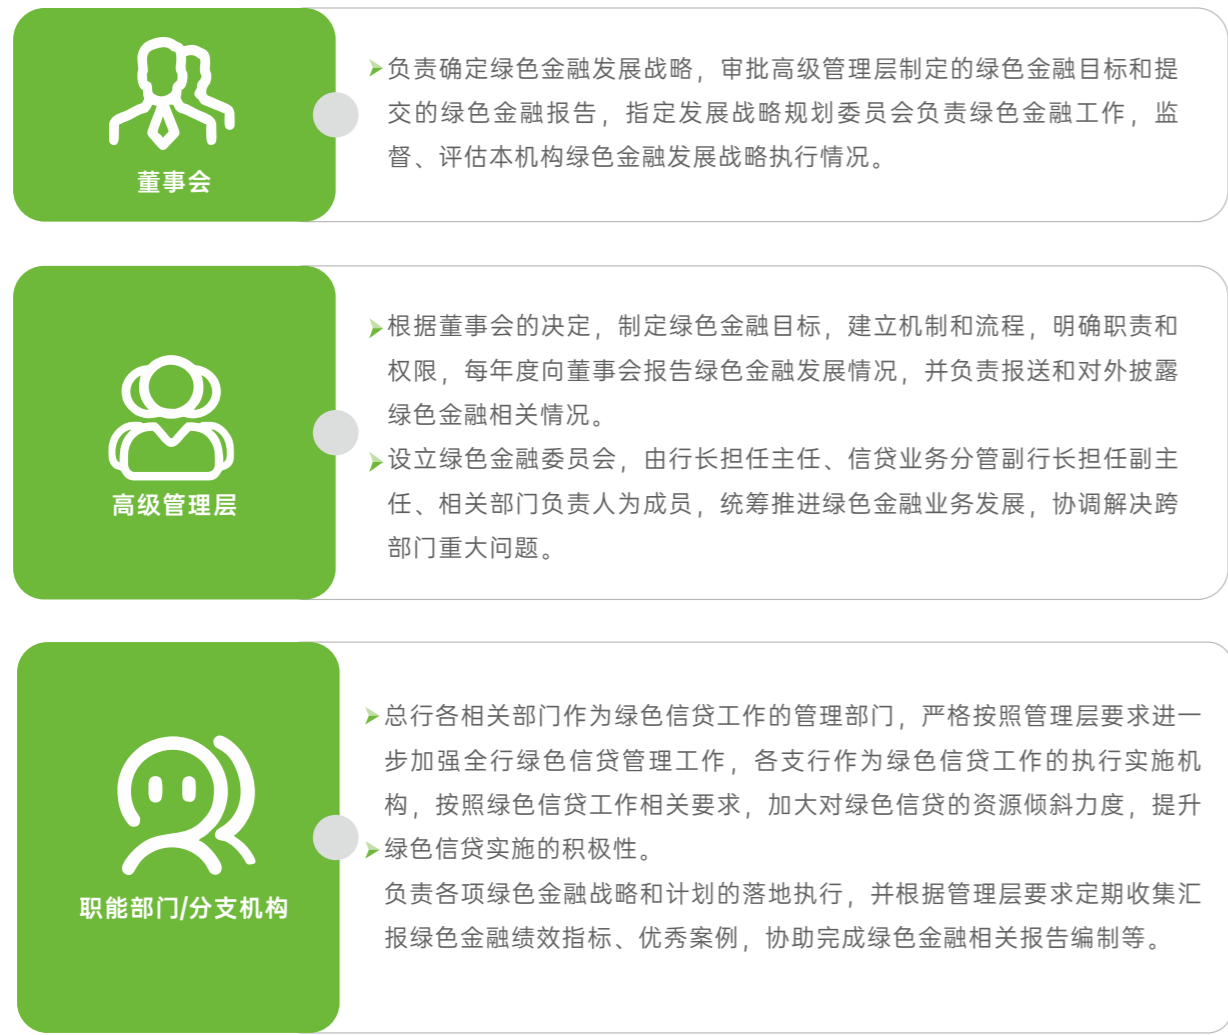 董事会
负责确定绿色金融发展战略，审批高级管理层制定的绿色金融目标和提
交的绿色金融报告，指定发展战略规划委员会负责绿色金融工作，监
督、评估本机构绿色金融发展战略执行情况。
高级管理层
根据董事会的决定，制定绿色金融目标，建立机制和流程，明确职责和
权限，每年度向董事会报告绿色金融发展情况，并负责报送和对外披露
绿色金融相关情况。
设立绿色金融委员会，由行长担任主任、信贷业务分管副行长担任副主
任、相关部门负责人为成员，统筹推进绿色金融业务发展，协调解决跨
部门重大问题。
职能部门/分支机构
总行各相关部门作为绿色信贷工作的管理部门，严格按照管理层要求进一
步加强全行绿色信贷管理工作，各支行作为绿色信贷工作的执行实施机
构，按照绿色信贷工作相关要求，加大对绿色信贷的资源倾斜力度，提升
绿色信贷实施的积极性。
负责各项绿色金融战略和计划的落地执行，并根据管理层要求定期收集汇
报绿色金融绩效指标、优秀案例，协助完成绿色金融相关报告编制等。